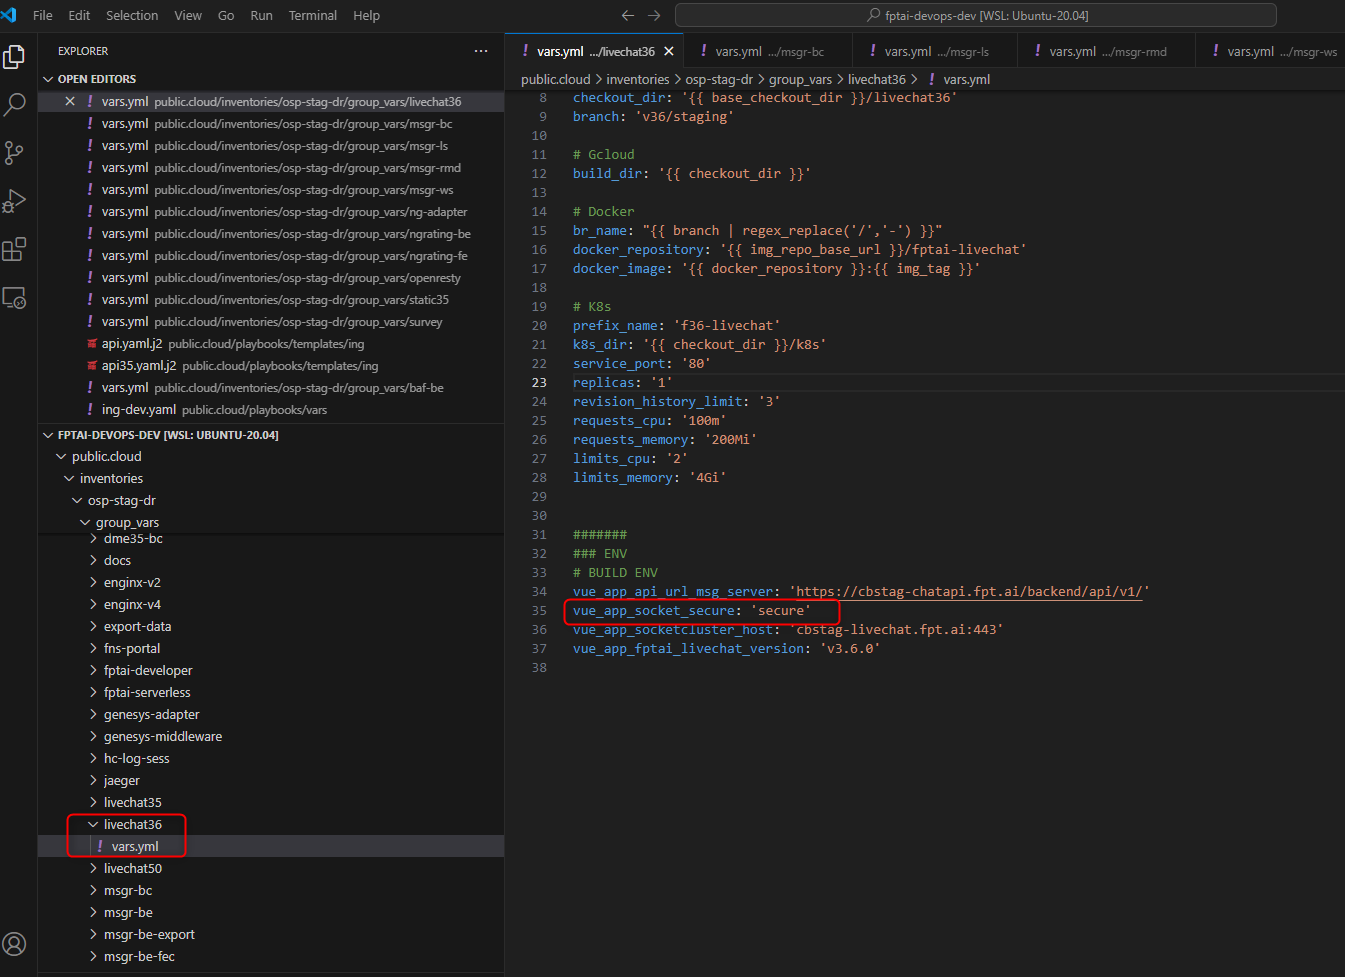 File Edit Selection View Go Run Terminal Help
fptai-devops-dev [WSL: Ubuntu-20.04]
EXPLORER
OPEN EDITORS
vars.yml public.cloud/inventories/osp-stag-dr/group_vars/livechat36
vars.yml public.cloud/inventories/osp-stag-dr/group_vars/msgr-bc
vars.yml public.cloud/inventories/osp-stag-dr/group_vars/msgr-ls
vars.yml public.cloud/inventories/osp-stag-dr/group_vars/msgr-rmd
vars.yml public.cloud/inventories/osp-stag-dr/group_vars/msgr-ws
vars.yml public.cloud/inventories/osp-stag-dr/group_vars/ng-adapter
vars.yml public.cloud/inventories/osp-stag-dr/group_vars/ngrating-be
vars.yml public.cloud/inventories/osp-stag-dr/group_vars/ngrating-fe
vars.yml public.cloud/inventories/osp-stag-dr/group_vars/openresty
vars.yml public.cloud/inventories/osp-stag-dr/group_vars/static35
vars.yml public.cloud/inventories/osp-stag-dr/group_vars/survey
api.yaml.j2 public.cloud/playbooks/templates/ing
api35.yaml.j2 public.cloud/playbooks/templates/ing
vars.yml public.cloud/inventories/osp-stag-dr/group_vars/baf-be
ing-dev.yaml public.cloud/playbooks/vars
FPTAI-DEVOPS-DEV [WSL: UBUNTU-20.04]
public.cloud
inventories
osp-stag-dr
group_vars
dme35-bc
docs
enginx-v2
enginx-v4
export-data
fns-portal
fptai-developer
fptai-serverless
genesys-adapter
genesys-middleware
hc-log-sess
jaeger
livechat35
livechat36
! vars.yml
livechat50
msgr-bc
msgr-be
msgr-be-export
msgr-be-fec
! vars.yml .../livechat36
! vars.yml .../msgr-bc
! vars.yml .../msgr-ls
! vars.yml .../msgr-rmd
! vars.yml .../msgr-ws
public.cloud > inventories > osp-stag-dr > group_vars > livechat36 > ! vars.yml
8 checkout_dir: '{{ base_checkout_dir }}/livechat36'
9 branch: 'v36/staging'
10
11 # Gcloud
12 build_dir: '{{ checkout_dir }}'
13
14 # Docker
15 br_name: "{{ branch | regex_replace('/','-') }}"
16 docker_repository: '{{ img_repo_base_url }}/fptai-livechat'
17 docker_image: '{{ docker_repository }}:{{ img_tag }}'
18
19 # K8s
20 prefix_name: 'f36-livechat'
21 k8s_dir: '{{ checkout_dir }}/k8s'
22 service_port: '80'
23 replicas: '1'
24 revision_history_limit: '3'
25 requests_cpu: '100m'
26 requests_memory: '200Mi'
27 limits_cpu: '2'
28 limits_memory: '4Gi'
29
30
31 #######
32 ### ENV
33 # BUILD ENV
34 vue_app_api_url_msg_server: 'https://cbstag-chatapi.fpt.ai/backend/api/v1/'
35 vue_app_socket_secure: 'secure'
36 vue_app_socketcluster_host: 'cbstag-livechat.fpt.ai:443'
37 vue_app_fptai_livechat_version: 'v3.6.0'
38